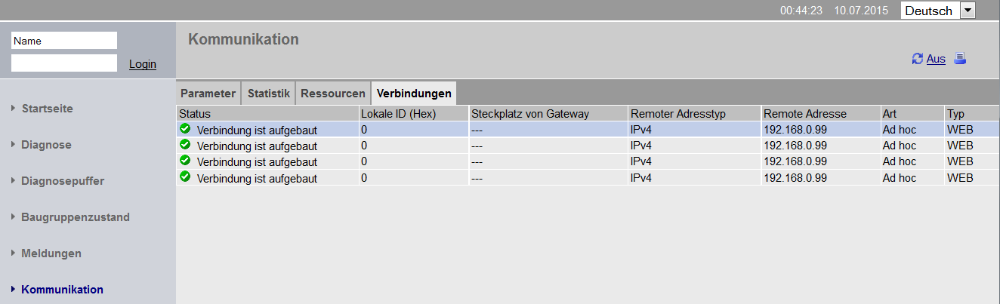 00:44:23 10.07.2015 Deutsch
Name
Login
Kommunikation
Aus
Startseite
Diagnose
Diagnosepuffer
Baugruppenzustand
Meldungen
Kommunikation
Parameter Statistik Ressourcen Verbindungen
Status Lokale ID (Hex) Steckplatz von Gateway Remoter Adresstyp Remote Adresse Art Typ
Verbindung ist aufgebaut 0 --- IPv4 192.168.0.99 Ad hoc WEB
Verbindung ist aufgebaut 0 --- IPv4 192.168.0.99 Ad hoc WEB
Verbindung ist aufgebaut 0 --- IPv4 192.168.0.99 Ad hoc WEB
Verbindung ist aufgebaut 0 --- IPv4 192.168.0.99 Ad hoc WEB